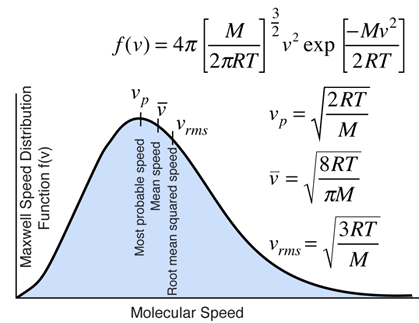 f(v) = 4π [M / 2πRT]^(3/2) v² exp [−Mv² / 2RT]
v_p
v̄
v_rms
v_p = √(2RT / M)
v̄ = √(8RT / πM)
v_rms = √(3RT / M)
Maxwell Speed Distribution
Function f(v)
Most probable speed
Mean speed
Root mean squared speed
Molecular Speed